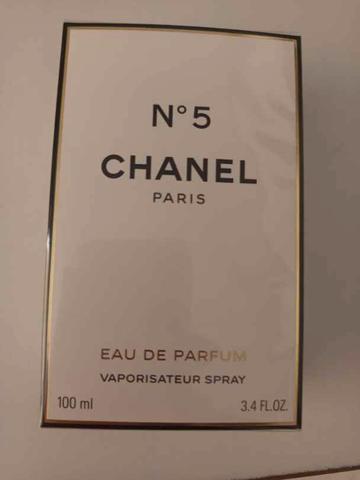 N°5
CHANEL
PARIS
EAU DE PARFUM
VAPORISATEUR SPRAY
100 ml 3.4 FL.OZ.